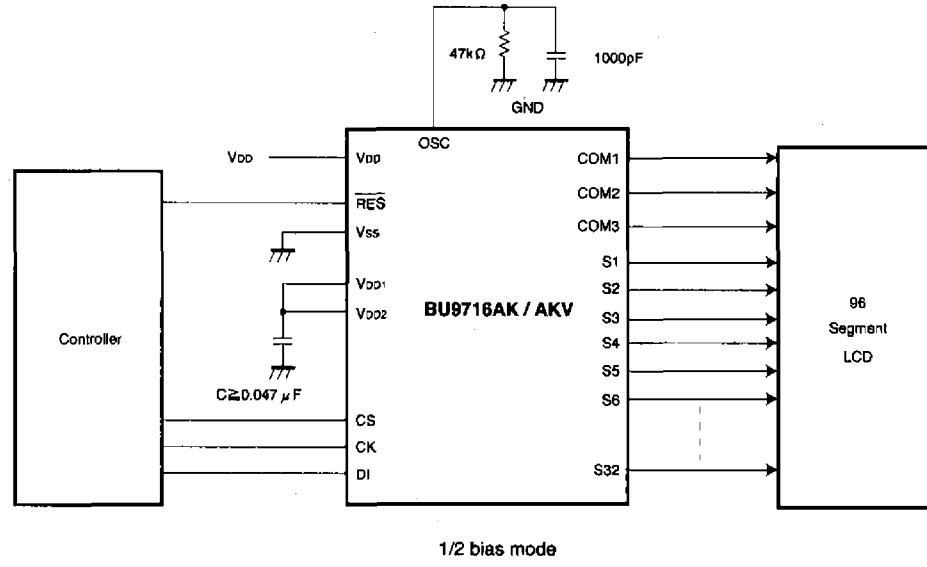 47kΩ
1000pF
GND
OSC
VDD
VDD
RES
VSS
VDD1
VDD2
C≧0.047 μF
CS
CK
DI
Controller
BU9716AK / AKV
COM1
COM2
COM3
S1
S2
S3
S4
S5
S6
S32
96
Segment
LCD
1/2 bias mode